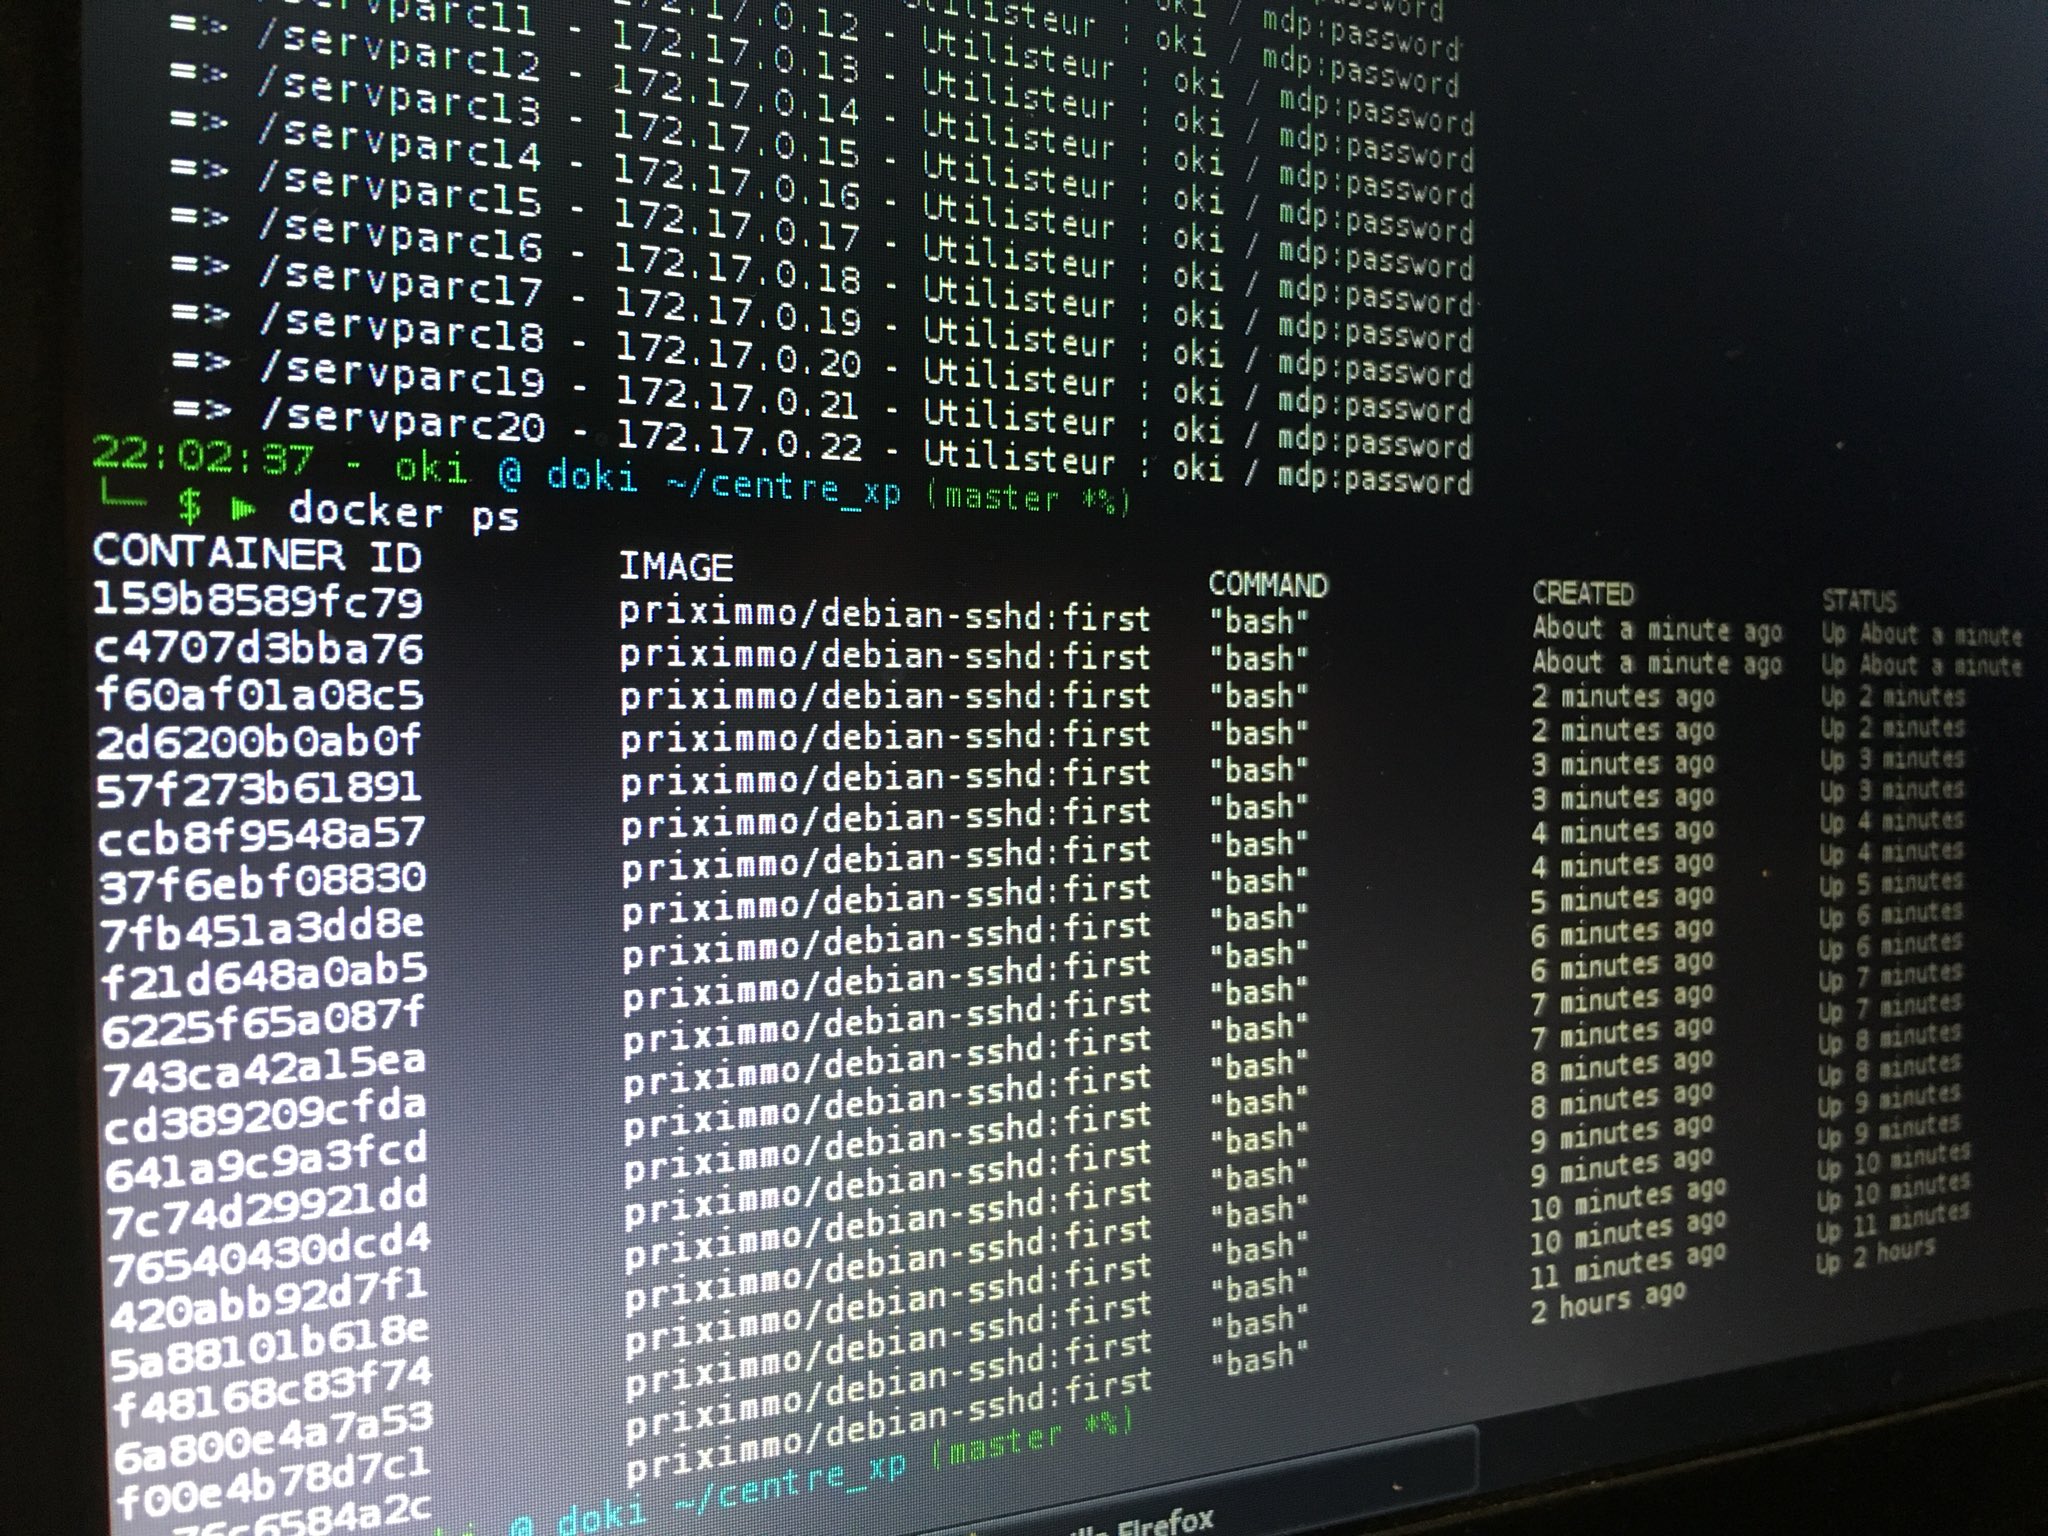 172.17.0.12 - Utilisteur : oki / mdp:password
=> /servparc11 - 172.17.0.13 - Utilisteur : oki / mdp:password
=> /servparc12 - 172.17.0.14 - Utilisteur : oki / mdp:password
=> /servparc13 - 172.17.0.15 - Utilisteur : oki / mdp:password
=> /servparc14 - 172.17.0.16 - Utilisteur : oki / mdp:password
=> /servparc15 - 172.17.0.17 - Utilisteur : oki / mdp:password
=> /servparc16 - 172.17.0.18 - Utilisteur : oki / mdp:password
=> /servparc17 - 172.17.0.19 - Utilisteur : oki / mdp:password
=> /servparc18 - 172.17.0.20 - Utilisteur : oki / mdp:password
=> /servparc19 - 172.17.0.21 - Utilisteur : oki / mdp:password
=> /servparc20 - 172.17.0.22 - Utilisteur : oki / mdp:password
22:02:37 - oki @ doki ~/centre_xp (master *%)
└─ $ ▶ docker ps
CONTAINER ID IMAGE COMMAND CREATED STATUS
159b8589fc79 priximmo/debian-sshd:first "bash" About a minute ago Up About a minute
c4707d3bba76 priximmo/debian-sshd:first "bash" About a minute ago Up About a minute
f60af01a08c5 priximmo/debian-sshd:first "bash" 2 minutes ago Up 2 minutes
2d6200b0ab0f priximmo/debian-sshd:first "bash" 2 minutes ago Up 2 minutes
57f273b61891 priximmo/debian-sshd:first "bash" 3 minutes ago Up 3 minutes
ccb8f9548a57 priximmo/debian-sshd:first "bash" 3 minutes ago Up 3 minutes
37f6ebf08830 priximmo/debian-sshd:first "bash" 4 minutes ago Up 4 minutes
7fb451a3dd8e priximmo/debian-sshd:first "bash" 4 minutes ago Up 4 minutes
f21d648a0ab5 priximmo/debian-sshd:first "bash" 5 minutes ago Up 5 minutes
6225f65a087f priximmo/debian-sshd:first "bash" 6 minutes ago Up 6 minutes
743ca42a15ea priximmo/debian-sshd:first "bash" 6 minutes ago Up 6 minutes
cd389209cfda priximmo/debian-sshd:first "bash" 7 minutes ago Up 7 minutes
641a9c9a3fcd priximmo/debian-sshd:first "bash" 7 minutes ago Up 7 minutes
7c74d29921dd priximmo/debian-sshd:first "bash" 8 minutes ago Up 8 minutes
76540430dcd4 priximmo/debian-sshd:first "bash" 8 minutes ago Up 8 minutes
420abb92d7f1 priximmo/debian-sshd:first "bash" 9 minutes ago Up 9 minutes
5a88101b618e priximmo/debian-sshd:first "bash" 9 minutes ago Up 9 minutes
f48168c83f74 priximmo/debian-sshd:first "bash" 10 minutes ago Up 10 minutes
6a800e4a7a53 priximmo/debian-sshd:first "bash" 10 minutes ago Up 10 minutes
f00e4b78d7c1 priximmo/debian-sshd:first "bash" 11 minutes ago Up 11 minutes
priximmo/debian-sshd:first "bash" 2 hours ago Up 2 hours
@ doki ~/centre_xp (master *%)
Firefox